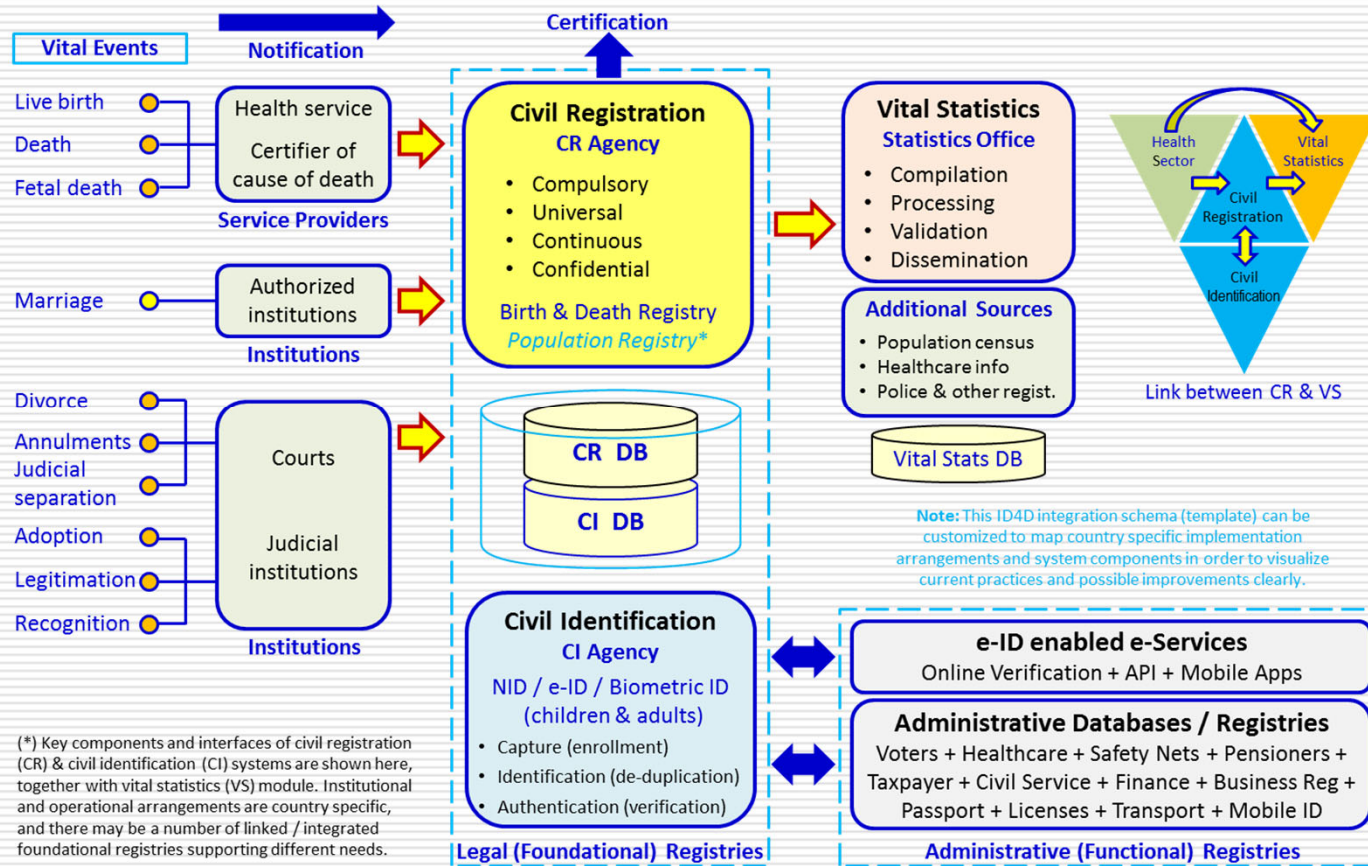 Vital Events
Notification
Certification
Live birth
Death
Fetal death
Health service
Certifier of
cause of death
Service Providers
Marriage
Authorized
institutions
Institutions
Divorce
Annulments
Judicial
separation
Adoption
Legitimation
Recognition
Courts
Judicial
institutions
Institutions
(*) Key components and interfaces of civil registration
(CR) & civil identification (CI) systems are shown here,
together with vital statistics (VS) module. Institutional
and operational arrangements are country specific,
and there may be a number of linked / integrated
foundational registries supporting different needs.
Civil Registration
CR Agency
• Compulsory
• Universal
• Continuous
• Confidential
Birth & Death Registry
Population Registry*
CR DB
CI DB
Civil Identification
CI Agency
NID / e-ID / Biometric ID
(children & adults)
• Capture (enrollment)
• Identification (de-duplication)
• Authentication (verification)
Legal (Foundational) Registries
Vital Statistics
Statistics Office
• Compilation
• Processing
• Validation
• Dissemination
Additional Sources
• Population census
• Healthcare info
• Police & other regist.
Vital Stats DB
Health
Sector
Vital
Statistics
Civil
Registration
Civil
Identification
Link between CR & VS
Note: This ID4D integration schema (template) can be
customized to map country specific implementation
arrangements and system components in order to visualize
current practices and possible improvements clearly.
e-ID enabled e-Services
Online Verification + API + Mobile Apps
Administrative Databases / Registries
Voters + Healthcare + Safety Nets + Pensioners +
Taxpayer + Civil Service + Finance + Business Reg +
Passport + Licenses + Transport + Mobile ID
Administrative (Functional) Registries